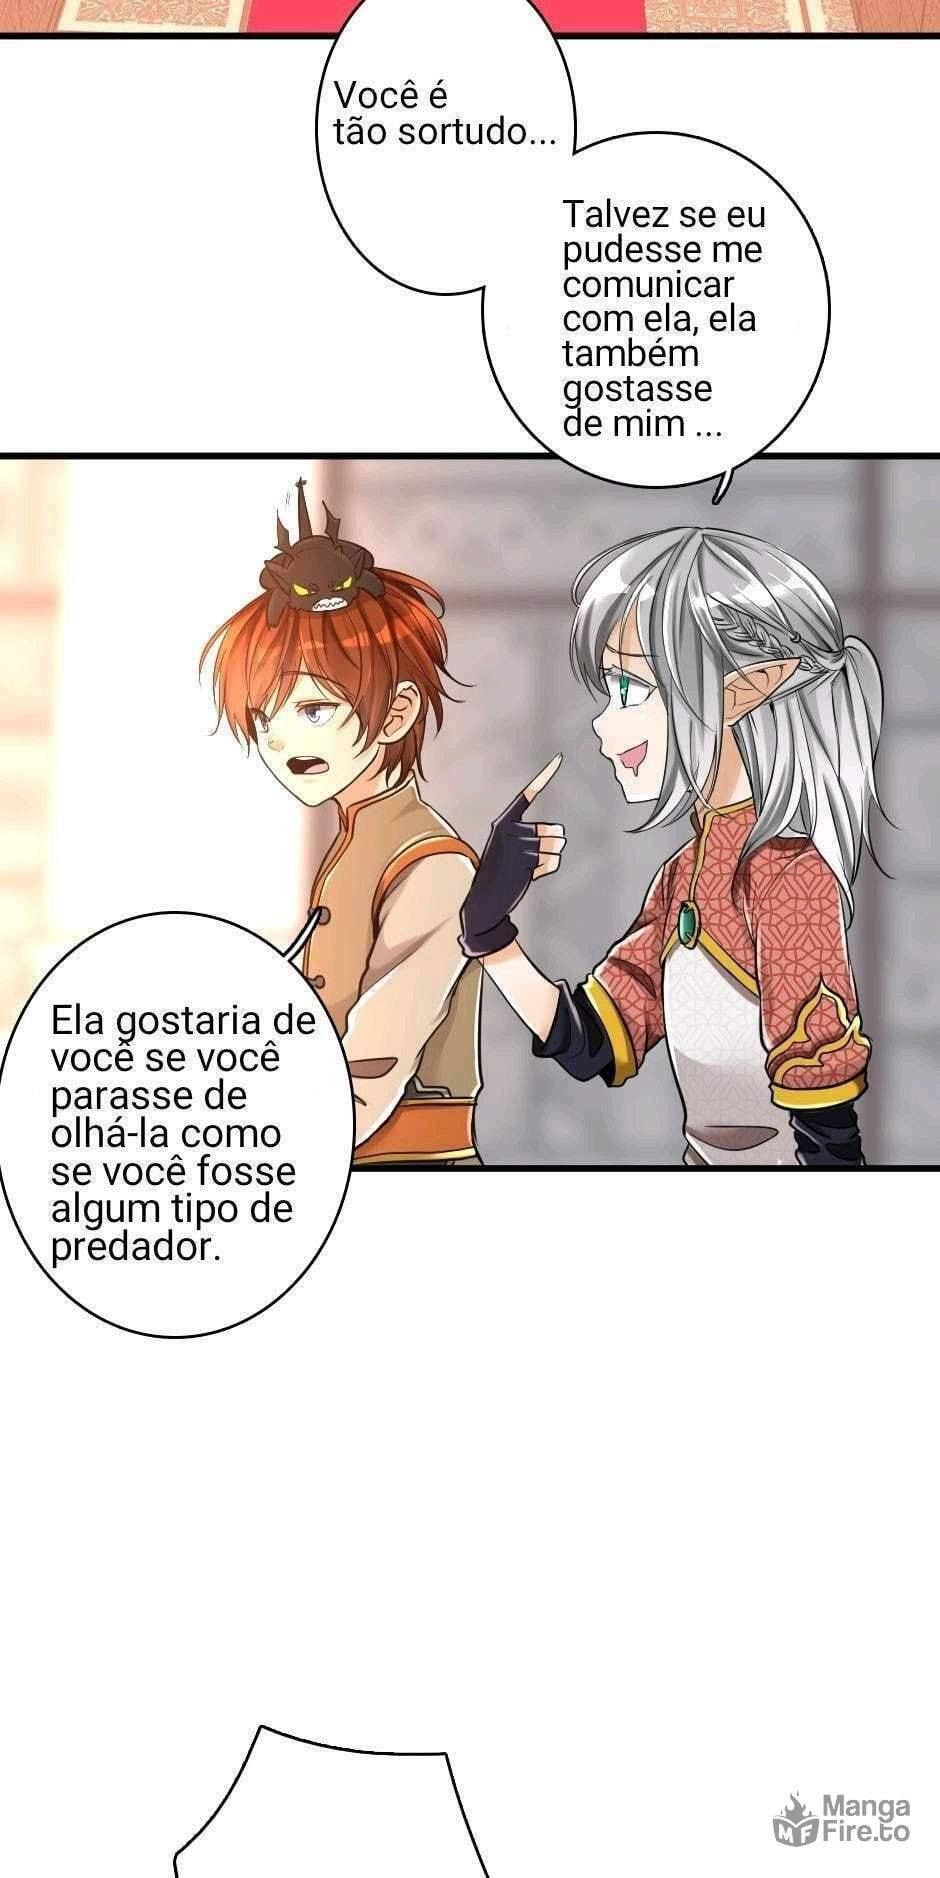 Você é
tão sortudo...
Talvez se eu
pudesse me
comunicar
com ela, ela
também
gostasse
de mim ...
Ela gostaria de
você se você
parasse de
olhá-la como
se você fosse
algum tipo de
predador.
Manga
MF Fire.to